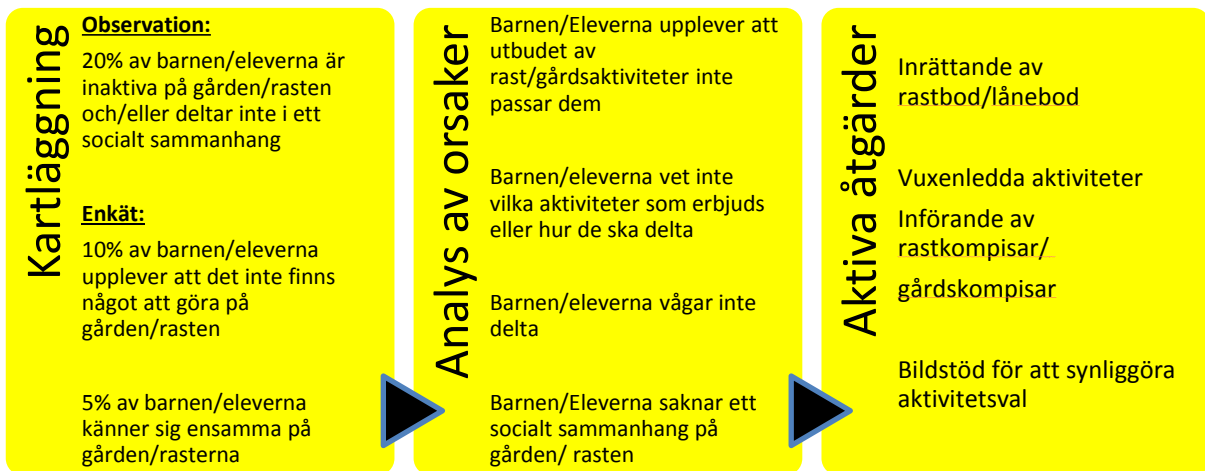 Kartläggning
Observation:
20% av barnen/eleverna är
inaktiva på gården/rasten
och/eller deltar inte i ett
socialt sammanhang
Enkät:
10% av barnen/eleverna
upplever att det inte finns
något att göra på
gården/rasten
5% av barnen/eleverna
känner sig ensamma på
gården/rasterna
Analys av orsaker
Barnen/Eleverna upplever att
utbudet av
rast/gårdsaktiviteter inte
passar dem
Barnen/eleverna vet inte
vilka aktiviteter som erbjuds
eller hur de ska delta
Barnen/eleverna vågar inte
delta
Barnen/Eleverna saknar ett
socialt sammanhang på
gården/ rasten
Aktiva åtgärder
Inrättande av
rastbod/lånebod
Vuxenledda aktiviteter
Införande av
rastkompisar/
gårdskompisar
Bildstöd för att synliggöra
aktivitetsval